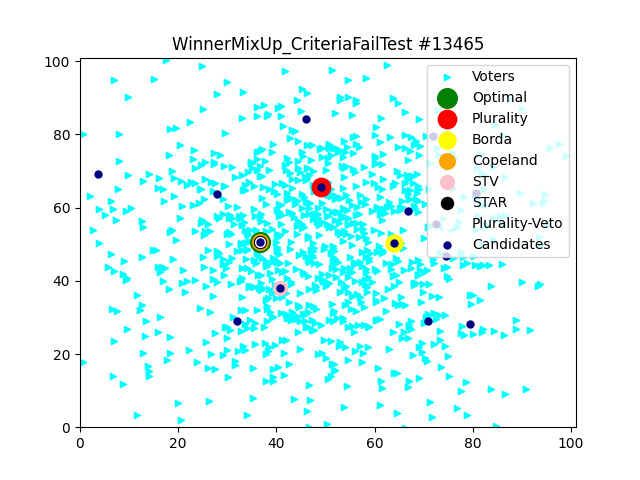 WinnerMixUp_CriteriaFailTest #13465
100
80
60
40
20
0
0
20
40
60
80
100
Voters
Optimal
Plurality
Borda
Copeland
STV
STAR
Plurality-Veto
Candidates